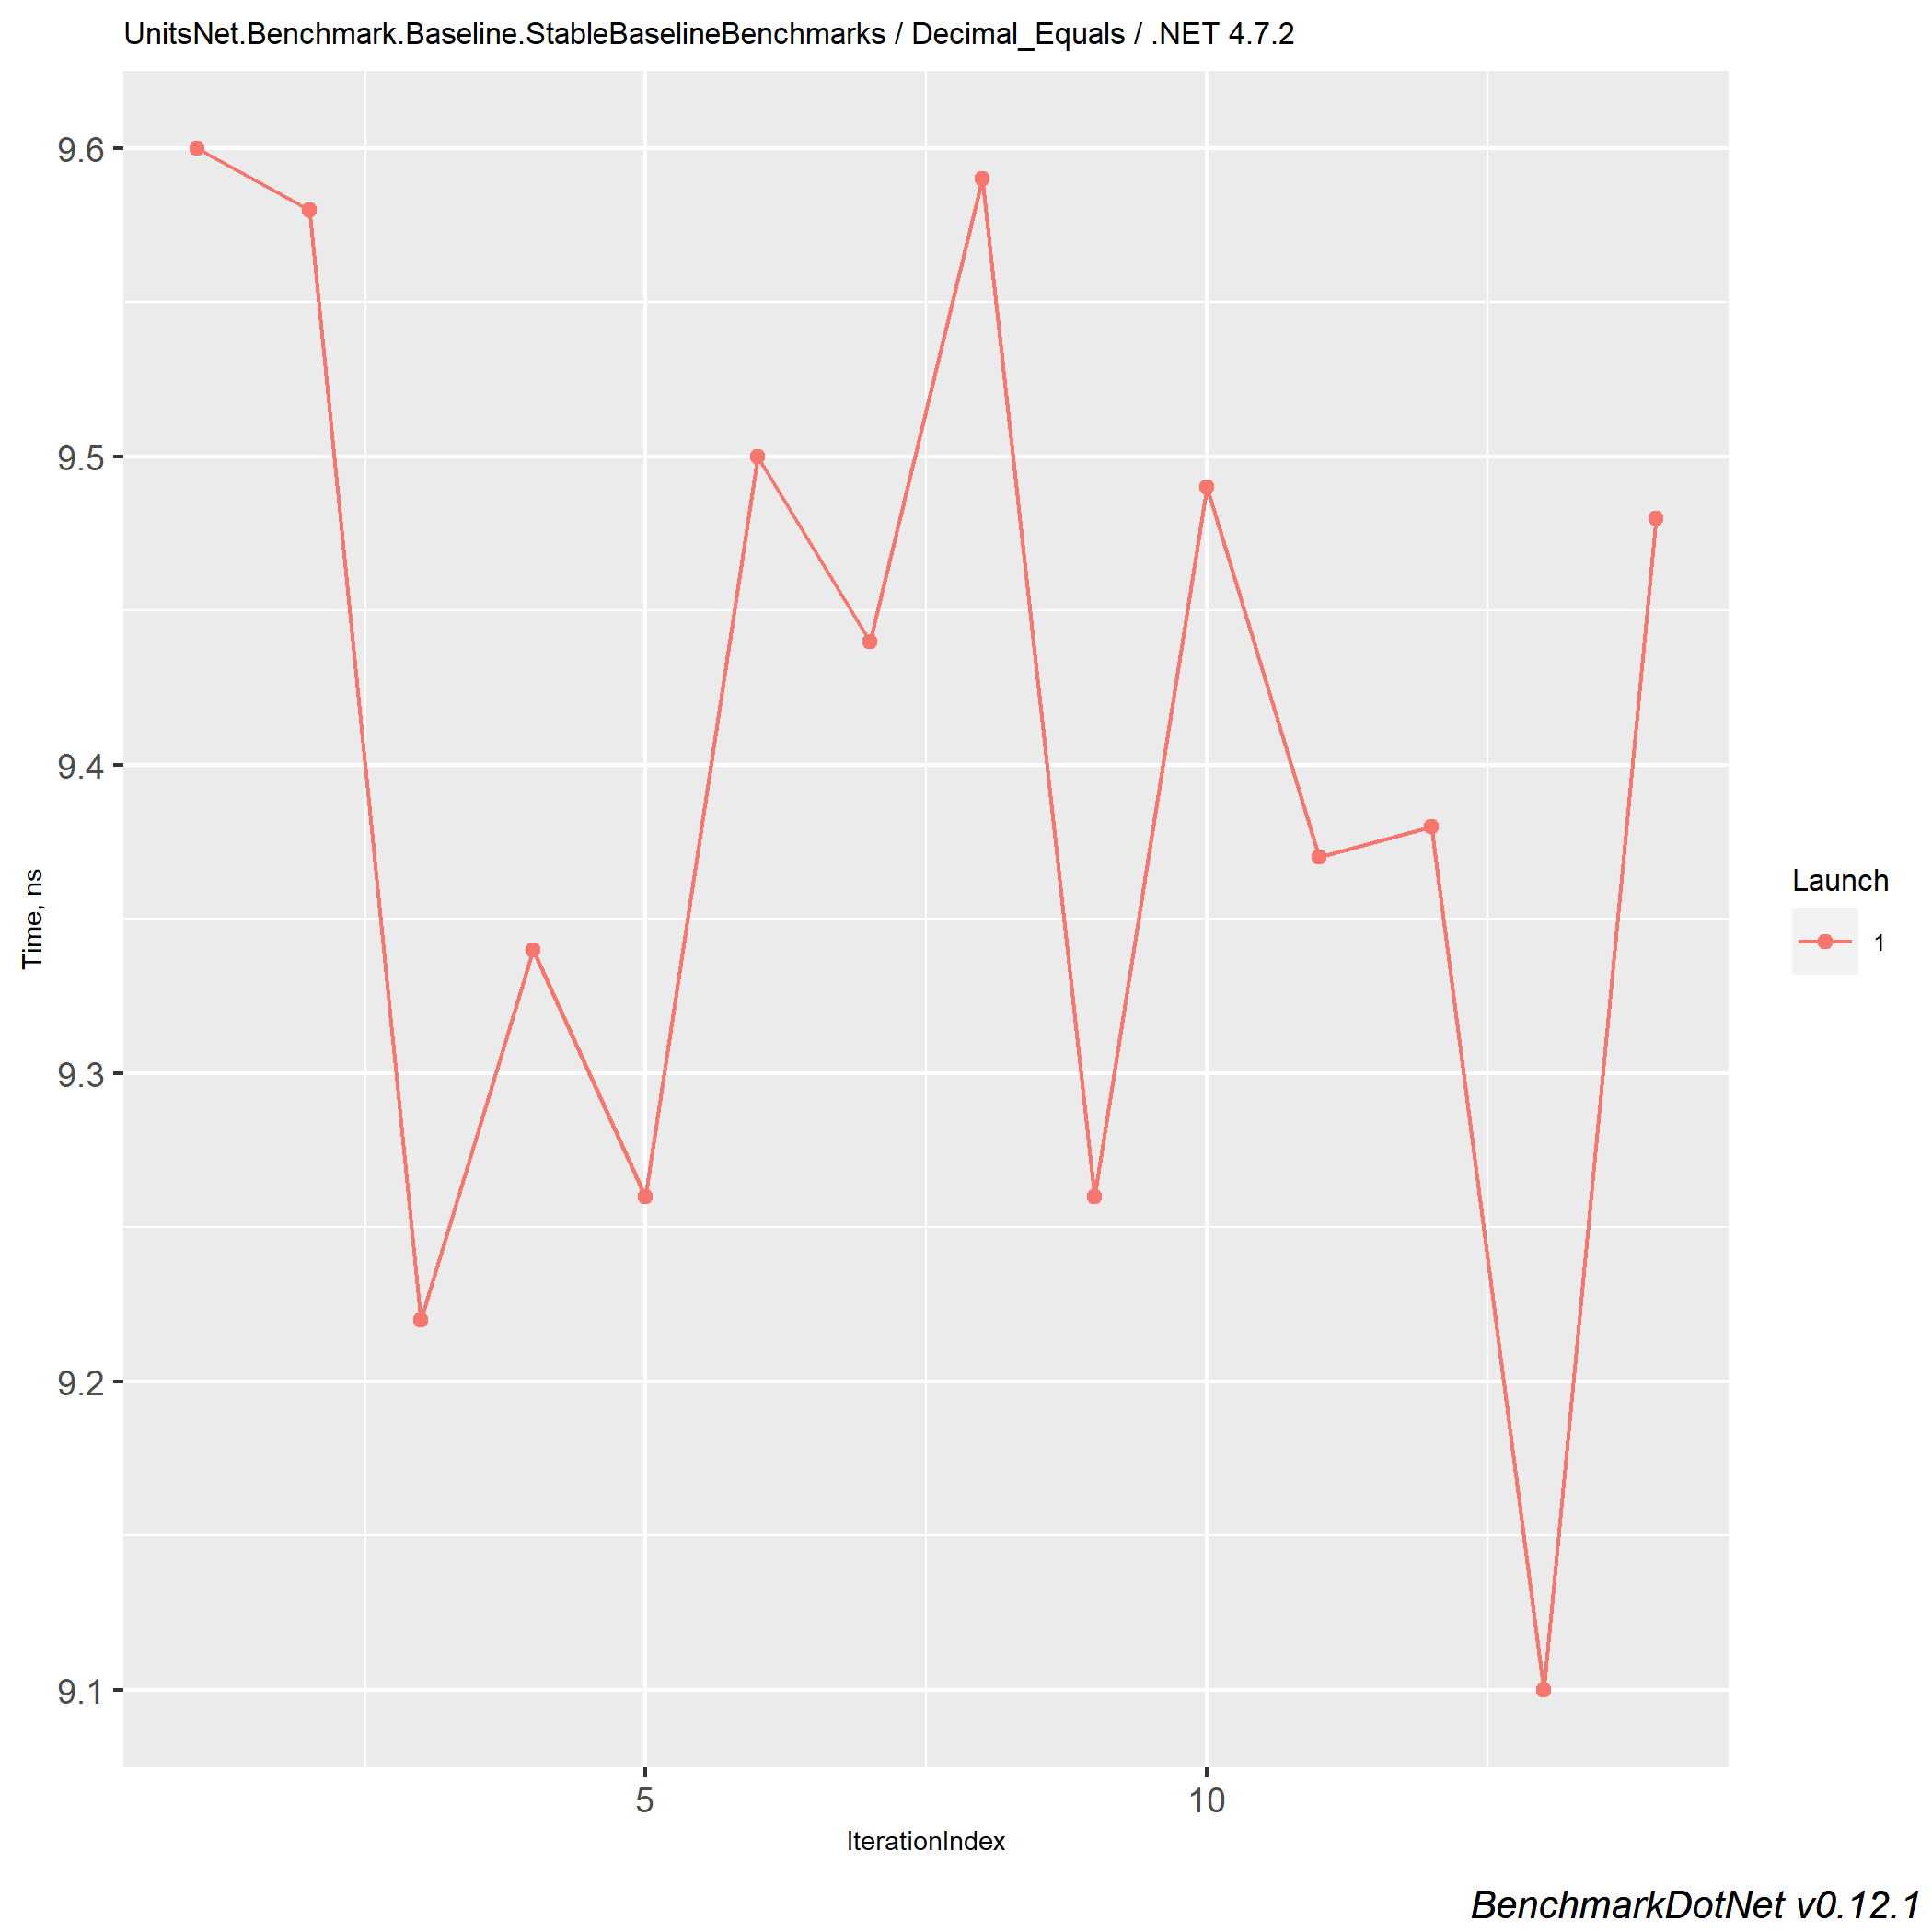 UnitsNet.Benchmark.Baseline.StableBaselineBenchmarks / Decimal_Equals / .NET 4.7.2
9.6
9.5
9.4
9.3
9.2
9.1
Time, ns
5
10
IterationIndex
Launch
1
BenchmarkDotNet v0.12.1